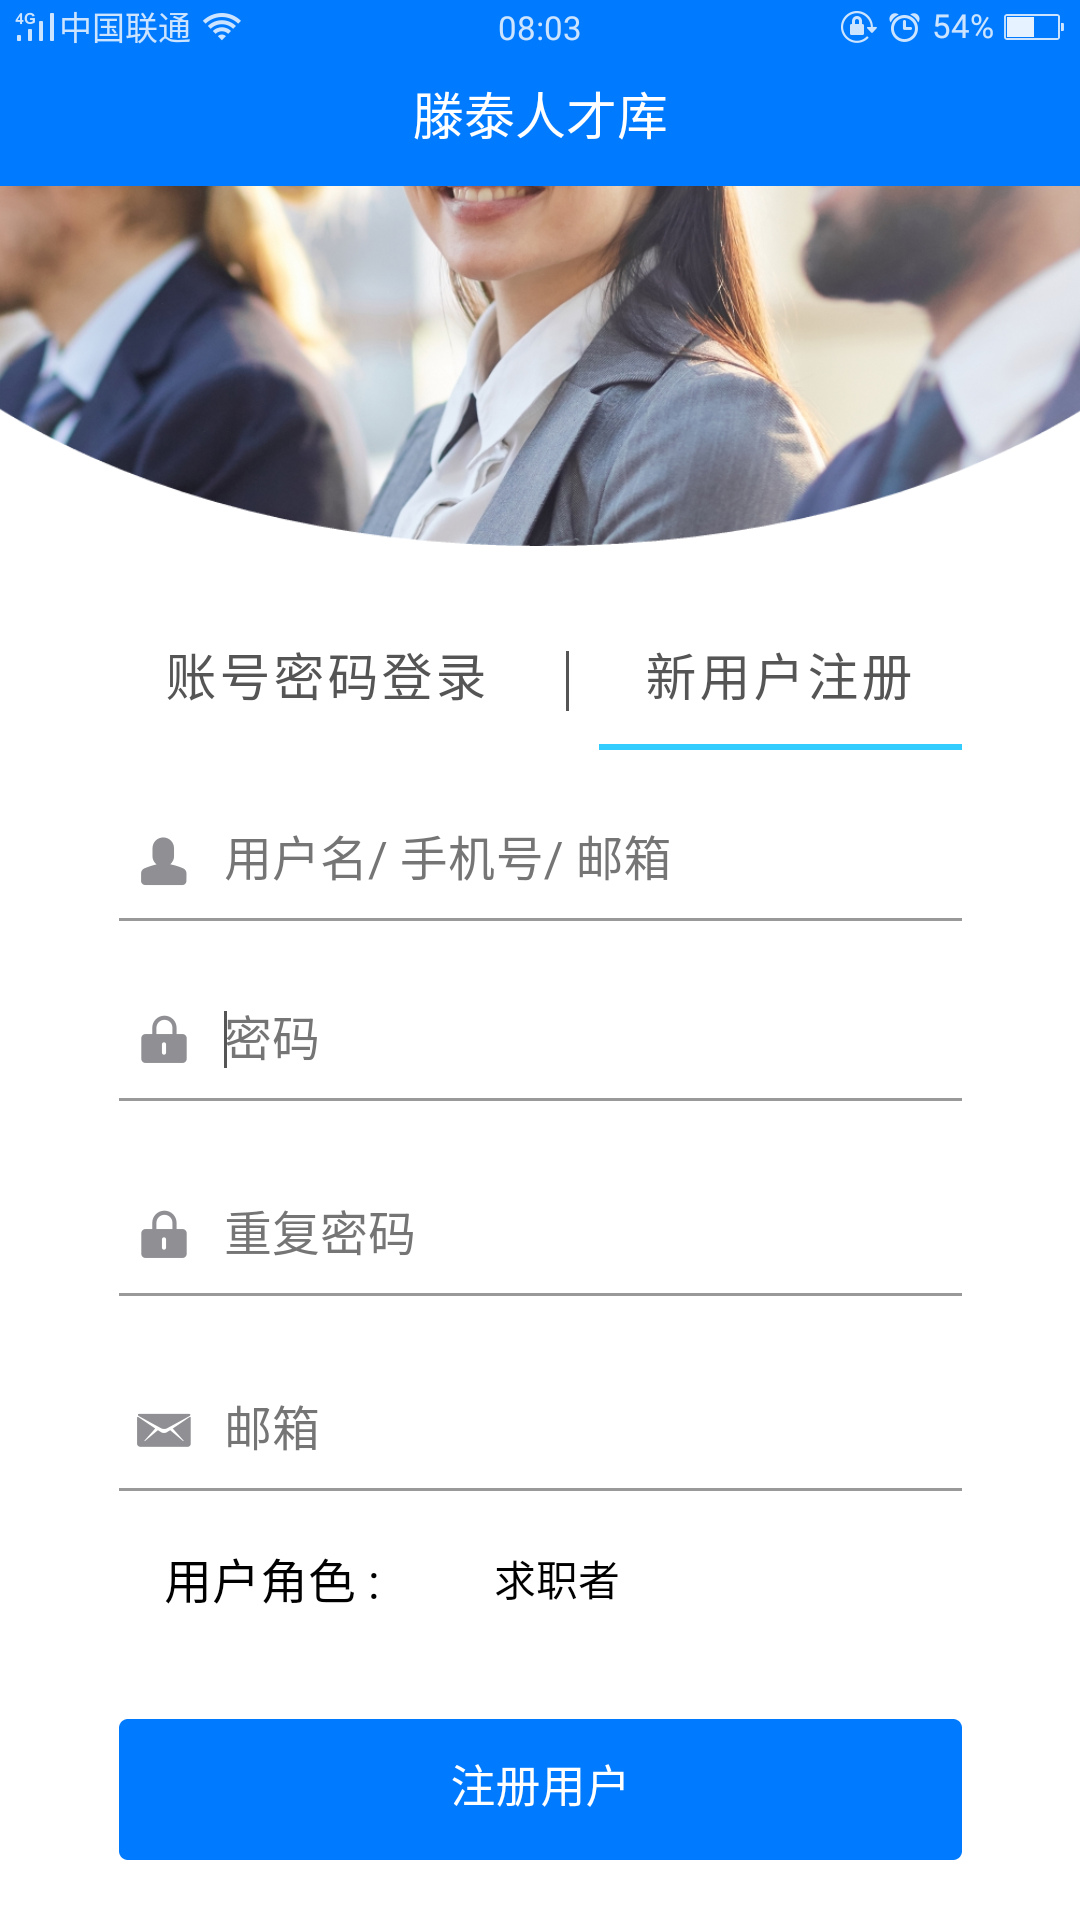 4G 中国联通 08:03 54%
滕泰人才库
账号密码登录 新用户注册
用户名/ 手机号/ 邮箱
密码
重复密码
邮箱
用户角色： 求职者
注册用户